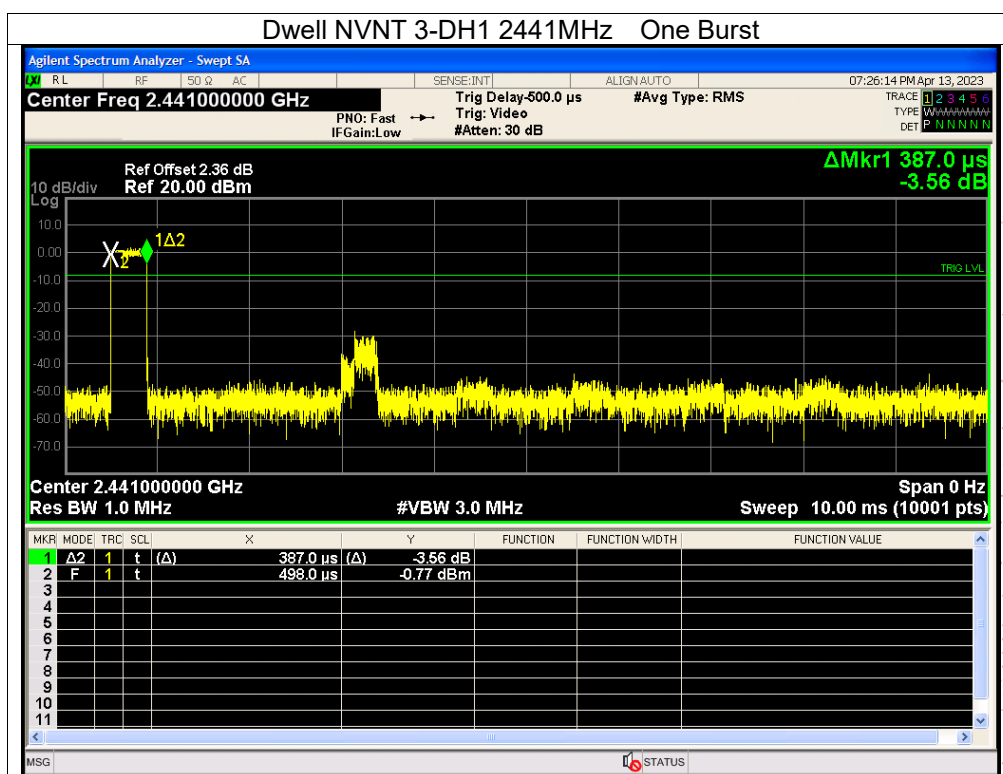 Dwell NVNT 3-DH1 2441MHz One Burst
Agilent Spectrum Analyzer - Swept SA
LXI RL RF 50 Ω AC SENSE:INT ALIGN AUTO 07:26:14 PM Apr 13, 2023
Center Freq 2.441000000 GHz Trig Delay-500.0 µs #Avg Type: RMS TRACE 1 2 3 4 5 6
PNO: Fast Trig: Video TYPE WWWWWW
IFGain:Low #Atten: 30 dB DET P N N N N N
ΔMkr1 387.0 µs
-3.56 dB
Ref Offset 2.36 dB
10 dB/div Ref 20.00 dBm
Log
10.0
1Δ2
0.00
X2
TRIG LVL
-10.0
-20.0
-30.0
-40.0
-50.0
-60.0
-70.0
Center 2.441000000 GHz Span 0 Hz
Res BW 1.0 MHz #VBW 3.0 MHz Sweep 10.00 ms (10001 pts)
MKR MODE TRC SCL X Y FUNCTION FUNCTION WIDTH FUNCTION VALUE
1 Δ2 1 t (Δ) 387.0 µs (Δ) -3.56 dB
2 F 1 t 498.0 µs -0.77 dBm
3
4
5
6
7
8
9
10
11
MSG STATUS